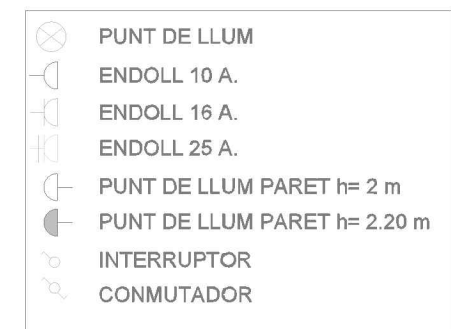 PUNT DE LLUM
ENDOLL 10 A.
ENDOLL 16 A.
ENDOLL 25 A.
PUNT DE LLUM PARET h= 2 m
PUNT DE LLUM PARET h= 2.20 m
INTERRUPTOR
CONMUTADOR